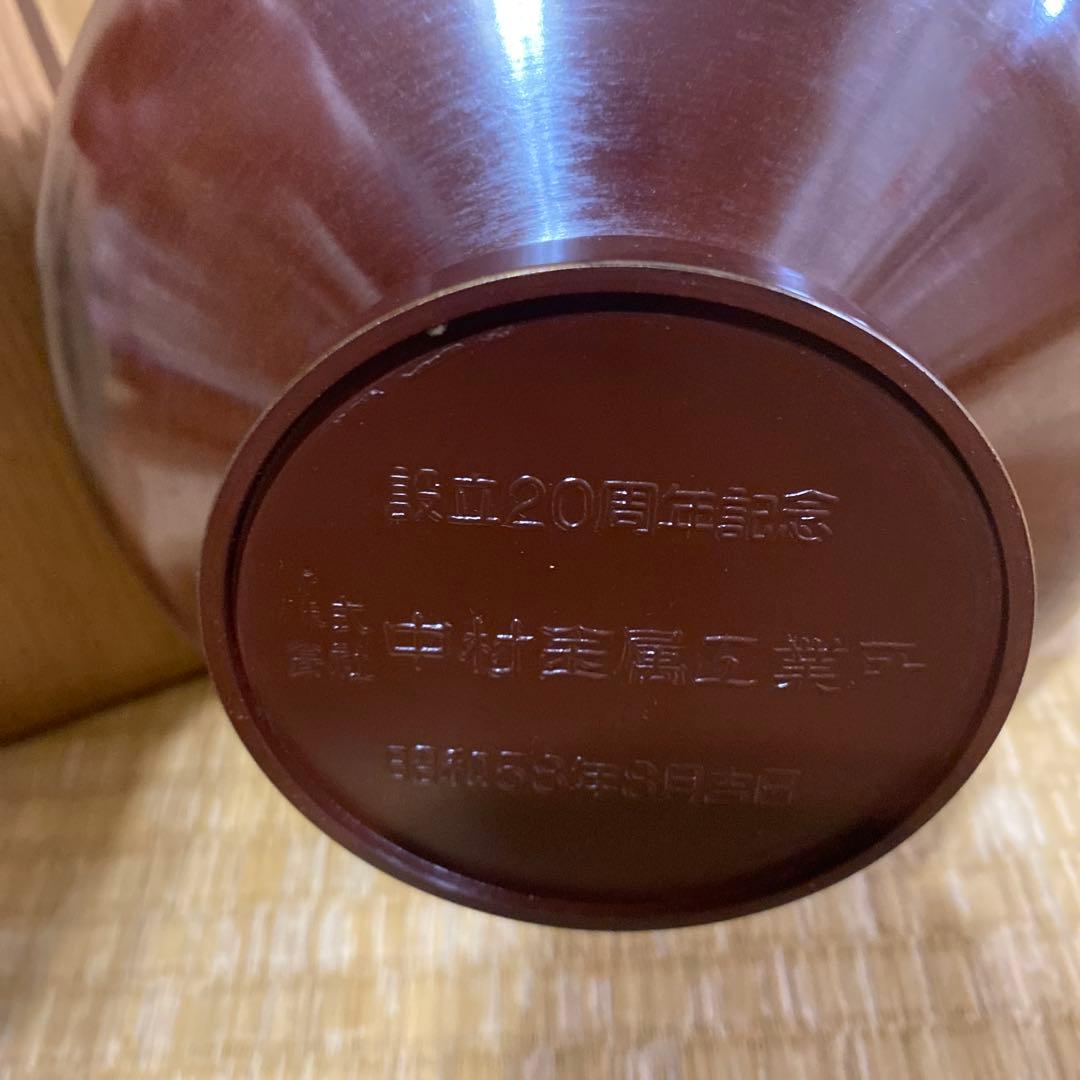 設立20周年記念
株式会社 中村金属工業所
昭和58年8月吉日